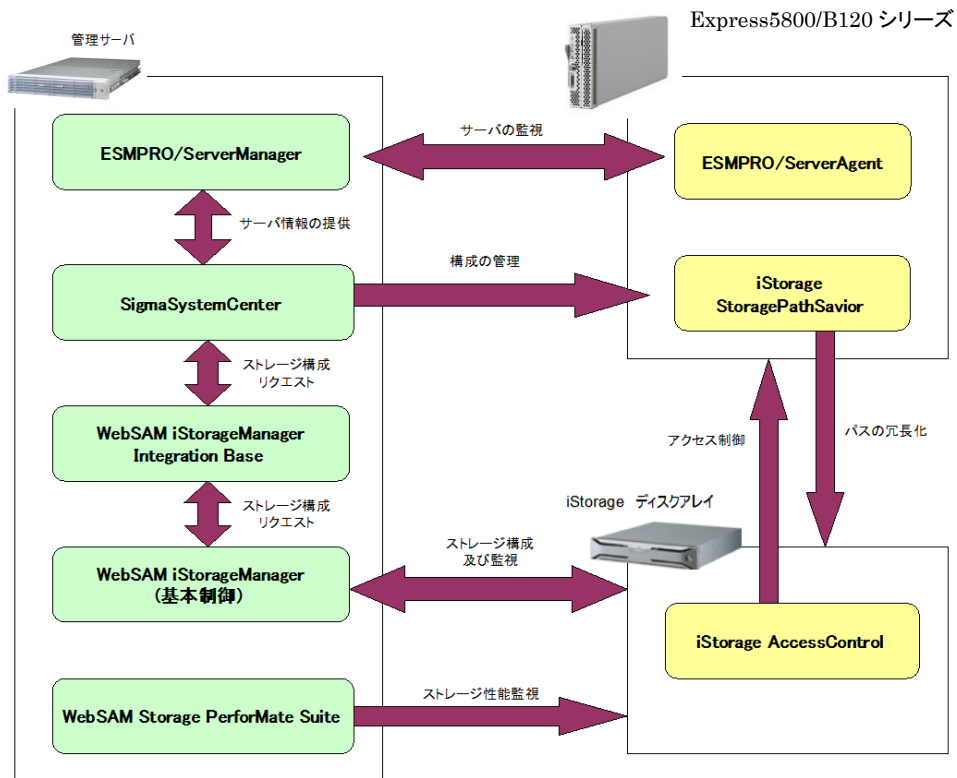 Express5800/B120 シリーズ
管理サーバ
ESMPRO/ServerManager
サーバの監視
ESMPRO/ServerAgent
サーバ情報の提供
SigmaSystemCenter
構成の管理
iStorage
StoragePathSavior
ストレージ構成
リクエスト
WebSAM iStorageManager
Integration Base
アクセス制御
パスの冗長化
ストレージ構成
リクエスト
iStorage ディスクアレイ
WebSAM iStorageManager
(基本制御)
ストレージ構成
及び監視
iStorage AccessControl
WebSAM Storage PerforMate Suite
ストレージ性能監視